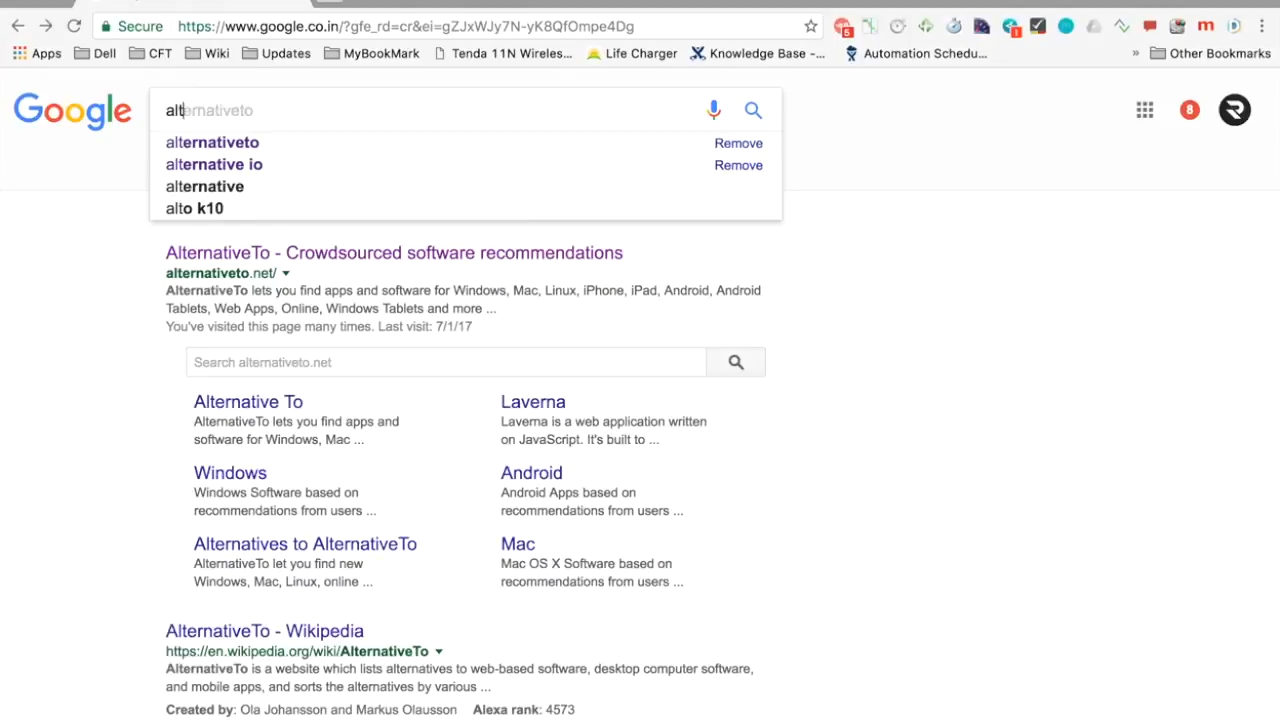 Secure https://www.google.co.in/?gfe_rd=cr&ei=gZJxWJy7N-yK8QfOmpe4Dg
5 1 m D
Apps Dell CFT Wiki Updates MyBookMark Tenda 11N Wireles... Life Charger Knowledge Base -... Automation Schedu... » Other Bookmarks
Google alternativeto 8
alternativeto Remove
alternative io Remove
alternative
alto k10
AlternativeTo - Crowdsourced software recommendations
alternativeto.net/
AlternativeTo lets you find apps and software for Windows, Mac, Linux, iPhone, iPad, Android, Android
Tablets, Web Apps, Online, Windows Tablets and more ...
You've visited this page many times. Last visit: 7/1/17
Search alternativeto.net
Alternative To
AlternativeTo lets you find apps and
software for Windows, Mac ...
Laverna
Laverna is a web application written
on JavaScript. It's built to ...
Windows
Windows Software based on
recommendations from users ...
Android
Android Apps based on
recommendations from users ...
Alternatives to AlternativeTo
AlternativeTo let you find new
Windows, Mac, Linux, online ...
Mac
Mac OS X Software based on
recommendations from users ...
AlternativeTo - Wikipedia
https://en.wikipedia.org/wiki/AlternativeTo
AlternativeTo is a website which lists alternatives to web-based software, desktop computer software,
and mobile apps, and sorts the alternatives by various ...
Created by: Ola Johansson and Markus Olausson Alexa rank: 4573